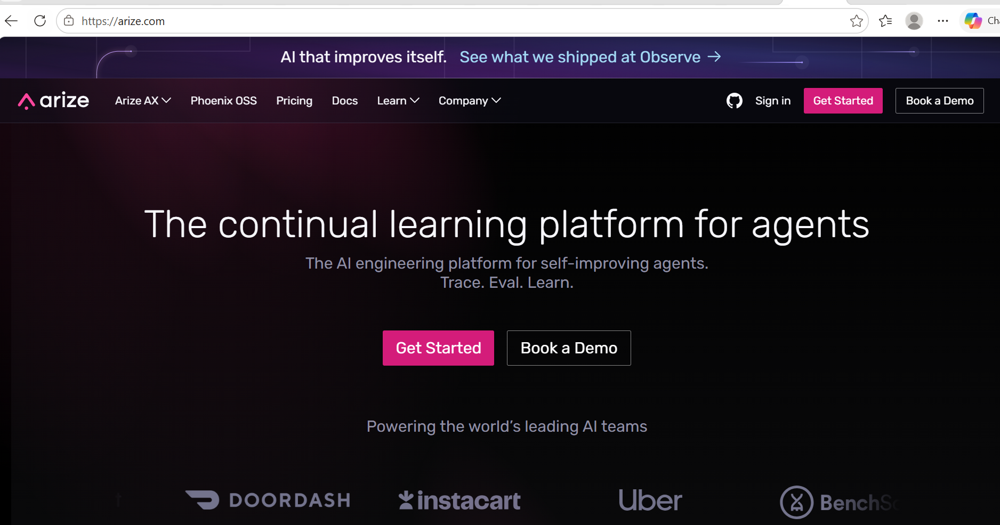 https://arize.com
Ch
AI that improves itself. See what we shipped at Observe →
arize Arize AX Phoenix OSS Pricing Docs Learn Company Sign in Get Started Book a Demo
The continual learning platform for agents
The AI engineering platform for self-improving agents.
Trace. Eval. Learn.
Get Started Book a Demo
Powering the world's leading AI teams
DOORDASH instacart Uber BenchSc